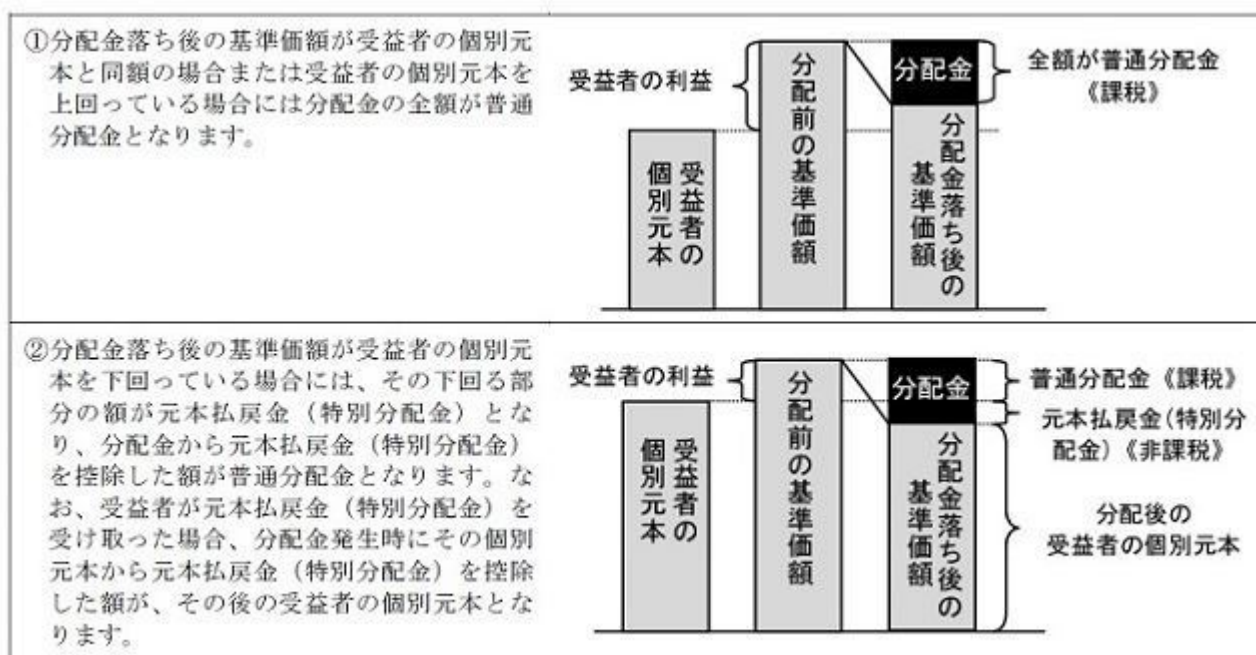 ①分配金落ち後の基準価額が受益者の個別元
本と同額の場合または受益者の個別元本を
上回っている場合には分配金の全額が普通
分配金となります。
受益者の利益
受益者の
個別元本
分配前の基準価額
分配金
分配金落ち後の
基準価額
全額が普通分配金
《課税》
②分配金落ち後の基準価額が受益者の個別元
本を下回っている場合には、その下回る部
分の額が元本払戻金（特別分配金）とな
り、分配金から元本払戻金（特別分配金）
を控除した額が普通分配金となります。な
お、受益者が元本払戻金（特別分配金）を
受け取った場合、分配金発生時にその個別
元本から元本払戻金（特別分配金）を控除
した額が、その後の受益者の個別元本とな
ります。
受益者の利益
受益者の
個別元本
分配前の基準価額
分配金
分配金落ち後の
基準価額
普通分配金《課税》
元本払戻金(特別分
配金)《非課税》
分配後の
受益者の個別元本